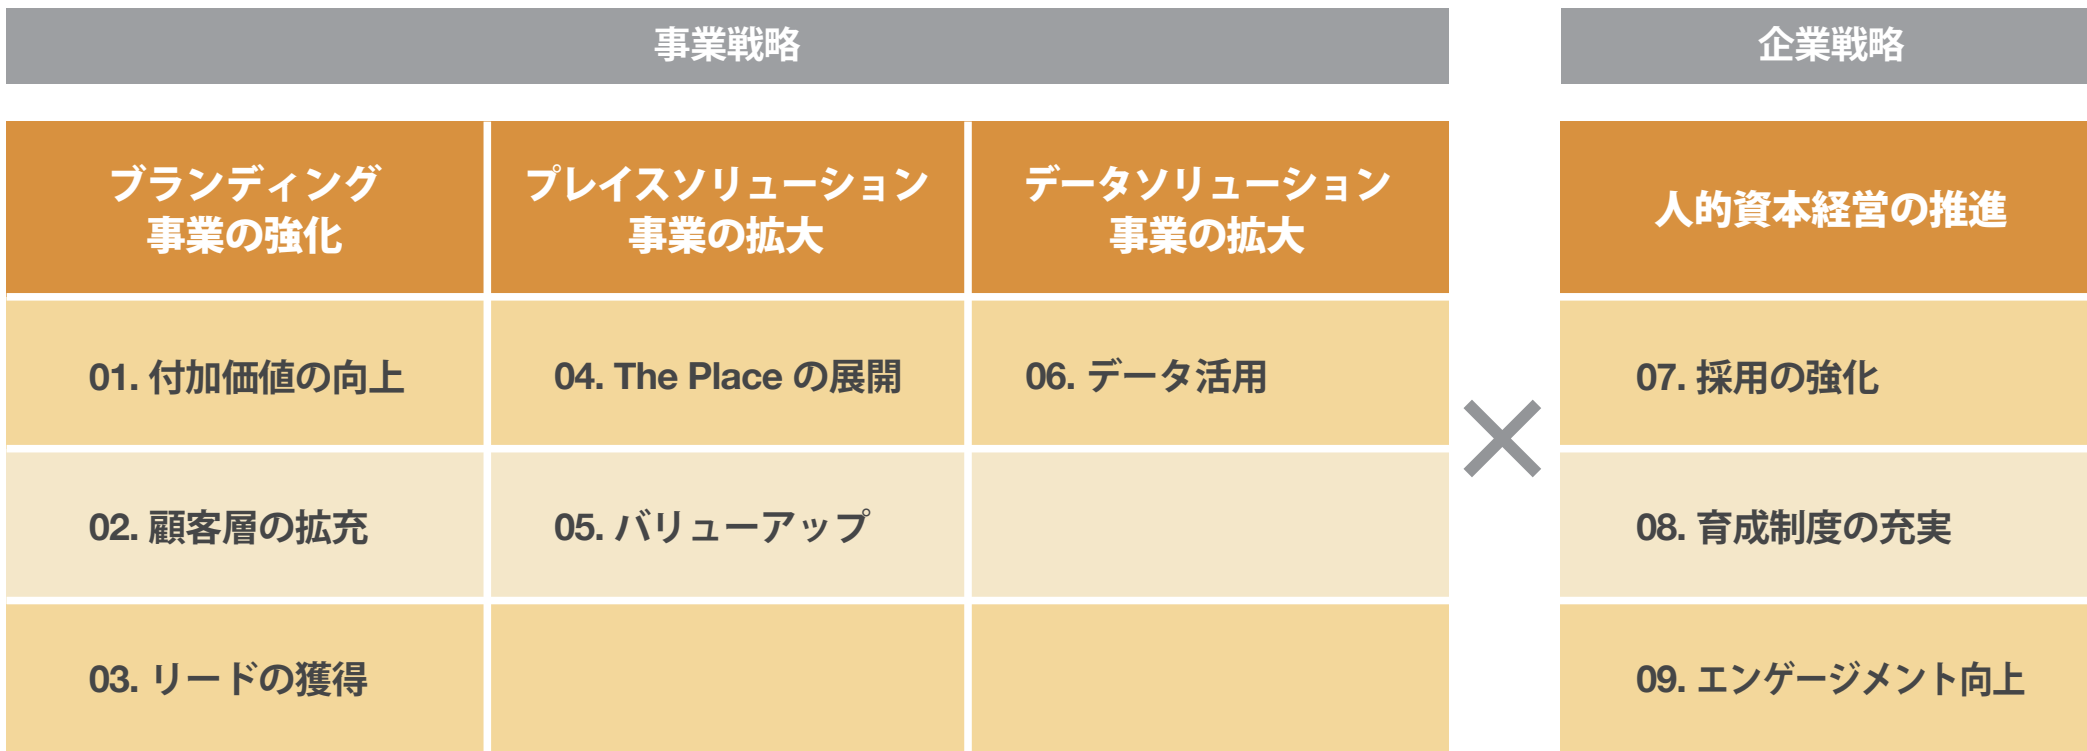 事業戦略
企業戦略
ブランディング
事業の強化
プレイスソリューション
事業の拡大
データソリューション
事業の拡大
人的資本経営の推進
01. 付加価値の向上
04. The Place の展開
06. データ活用
07. 採用の強化
02. 顧客層の拡充
05. バリューアップ
08. 育成制度の充実
03. リードの獲得
09. エンゲージメント向上